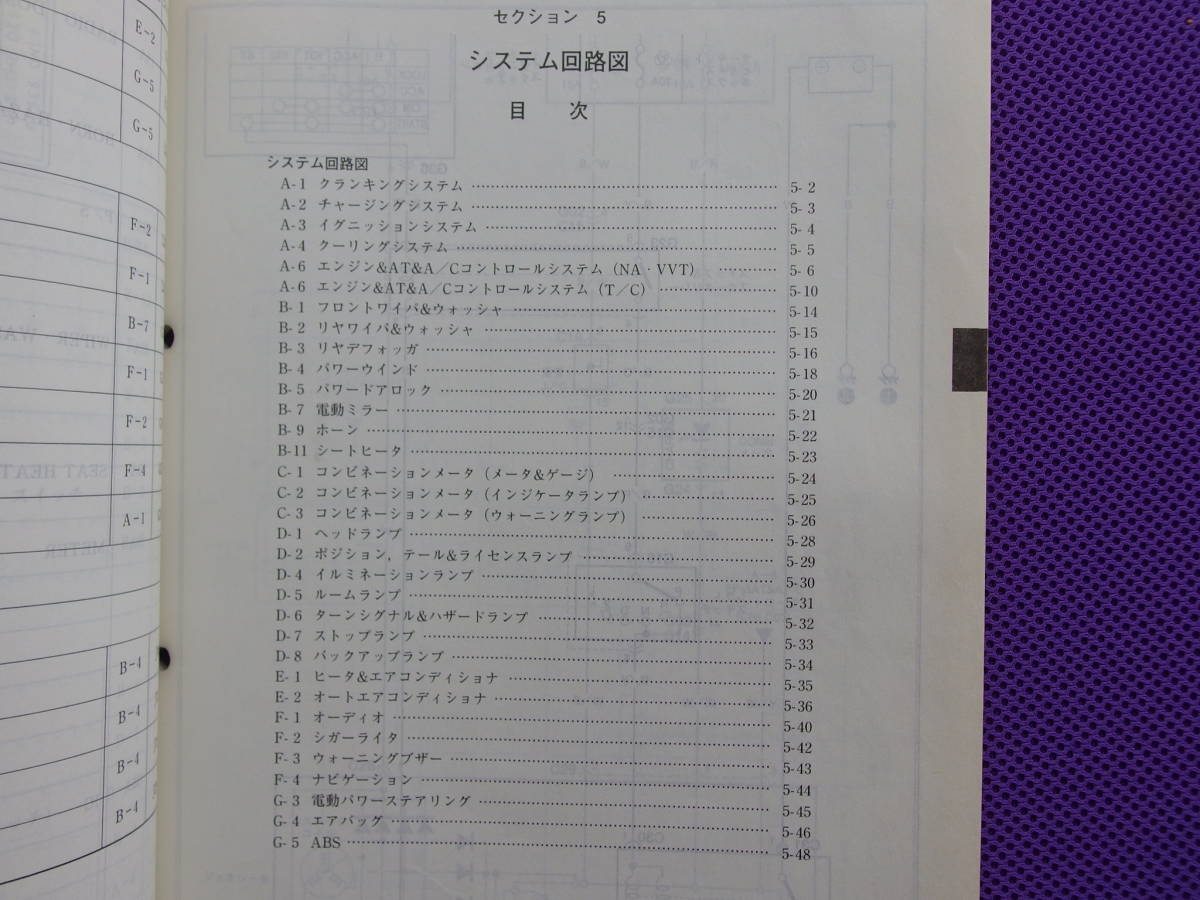 E-2
G-5
G-5
F-2
F-1
B-7
F-1
F-2
F-4
A-1
B-4
B-4
B-4
B-4
セクション 5
システム回路図
目 次
システム回路図
A-1 クランキングシステム ………… 5-2
A-2 チャージングシステム ………… 5-3
A-3 イグニッションシステム ………… 5-4
A-4 クーリングシステム ………… 5-5
A-6 エンジン&AT&A/Cコントロールシステム（NA・VVT） ………… 5-6
A-6 エンジン&AT&A/Cコントロールシステム（T/C） ………… 5-10
B-1 フロントワイパ&ウォッシャ ………… 5-14
B-2 リヤワイパ&ウォッシャ ………… 5-15
B-3 リヤデフォッガ ………… 5-16
B-4 パワーウインド ………… 5-18
B-5 パワードアロック ………… 5-20
B-7 電動ミラー ………… 5-21
B-9 ホーン ………… 5-22
B-11 シートヒータ ………… 5-23
C-1 コンビネーションメータ（メータ&ゲージ） ………… 5-24
C-2 コンビネーションメータ（インジケータランプ） ………… 5-25
C-3 コンビネーションメータ（ウォーニングランプ） ………… 5-26
D-1 ヘッドランプ ………… 5-28
D-2 ポジション，テール&ライセンスランプ ………… 5-29
D-4 イルミネーションランプ ………… 5-30
D-5 ルームランプ ………… 5-31
D-6 ターンシグナル&ハザードランプ ………… 5-32
D-7 ストップランプ ………… 5-33
D-8 バックアップランプ ………… 5-34
E-1 ヒータ&エアコンディショナ ………… 5-35
E-2 オートエアコンディショナ ………… 5-36
F-1 オーディオ ………… 5-40
F-2 シガーライタ ………… 5-42
F-3 ウォーニングブザー ………… 5-43
F-4 ナビゲーション ………… 5-44
G-3 電動パワーステアリング ………… 5-45
G-4 エアバッグ ………… 5-46
G-5 ABS ………… 5-48